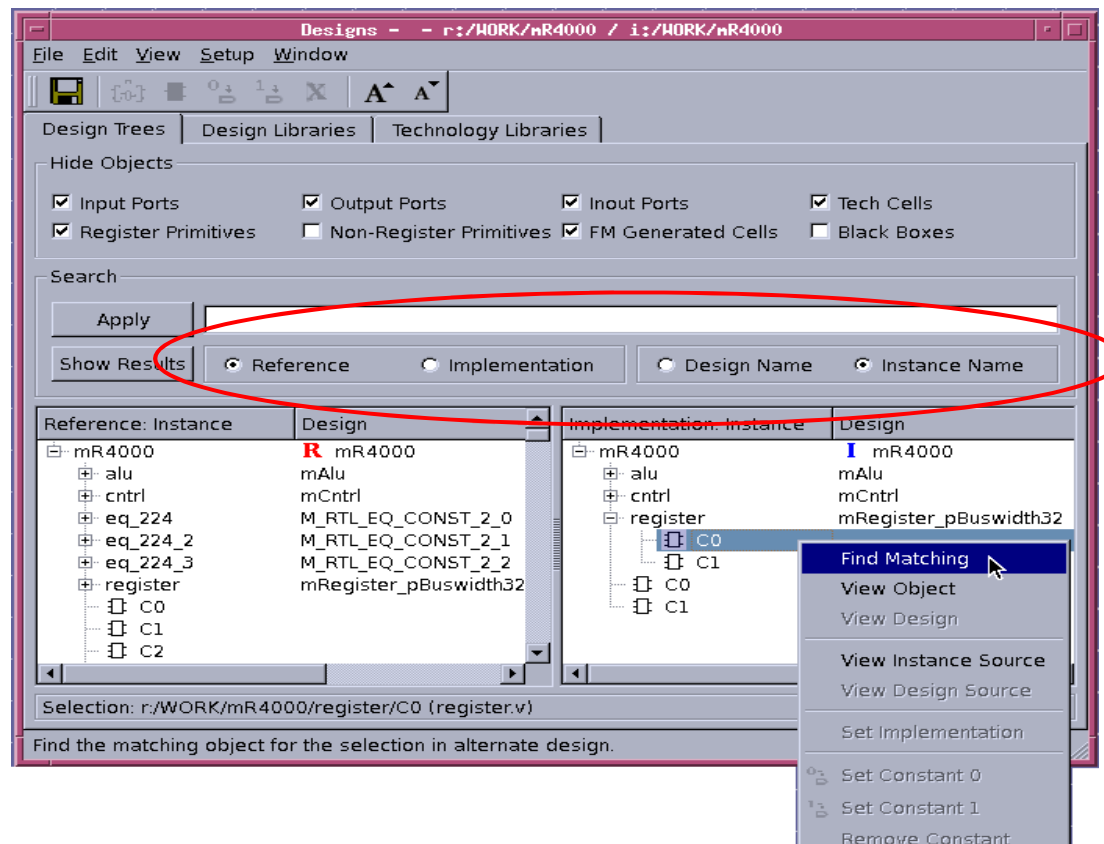 Designs - - r:/WORK/mR4000 / i:/WORK/mR4000
File Edit View Setup Window
A A
Design Trees Design Libraries Technology Libraries
Hide Objects
Input Ports Output Ports Inout Ports Tech Cells
Register Primitives Non-Register Primitives FM Generated Cells Black Boxes
Search
Apply
Show Results Reference Implementation Design Name Instance Name
Reference: Instance Design Implementation: Instance Design
mR4000 R mR4000 mR4000 I mR4000
alu mAlu alu mAlu
cntrl mCntrl cntrl mCntrl
eq_224 M_RTL_EQ_CONST_2_0 register mRegister_pBuswidth32
eq_224_2 M_RTL_EQ_CONST_2_1 C0
eq_224_3 M_RTL_EQ_CONST_2_2 C1
register mRegister_pBuswidth32 C0
C0 C1
C1
C2
Find Matching
View Object
View Design
View Instance Source
View Design Source
Set Implementation
Set Constant 0
Set Constant 1
Remove Constant
Selection: r:/WORK/mR4000/register/C0 (register.v)
Find the matching object for the selection in alternate design.